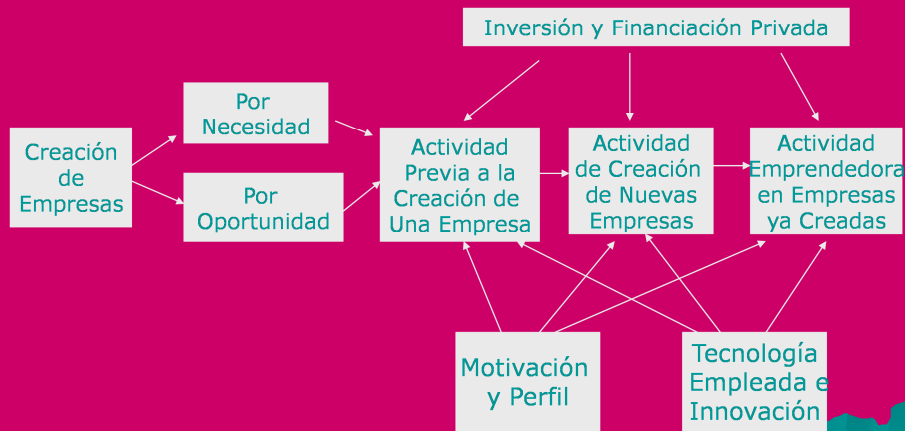 Inversión y Financiación Privada
Creación
de
Empresas
Por
Necesidad
Por
Oportunidad
Actividad
Previa a la
Creación de
Una Empresa
Actividad
de Creación
de Nuevas
Empresas
Actividad
Emprendedora
en Empresas
ya Creadas
Motivación
y Perfil
Tecnología
Empleada e
Innovación